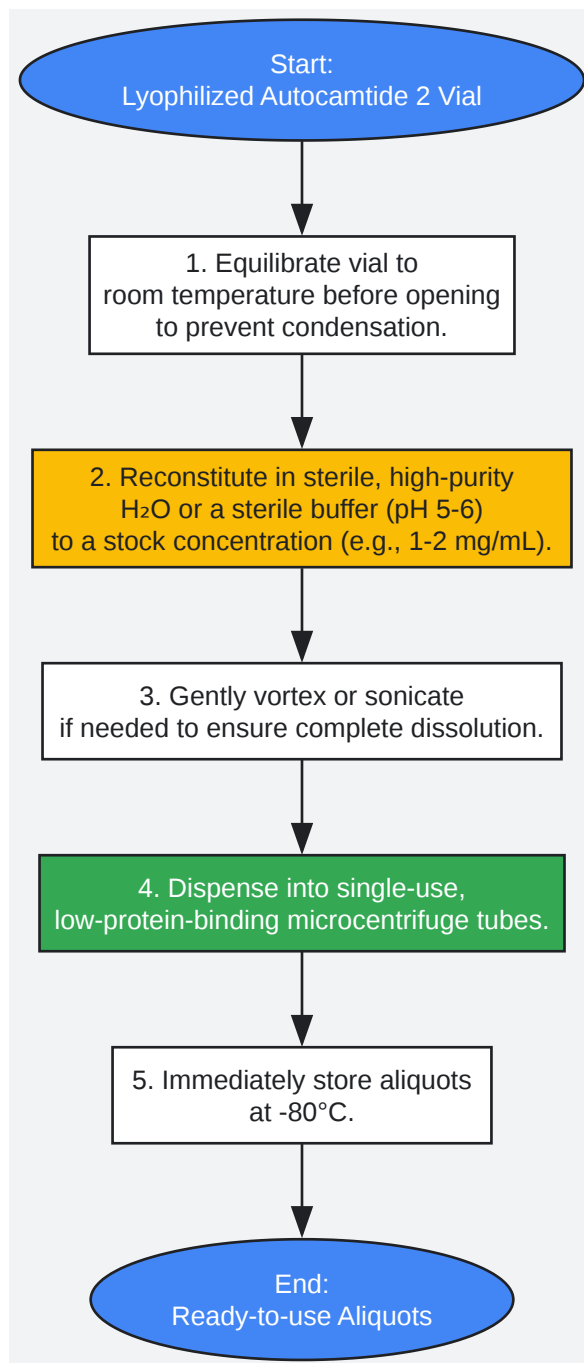 Start:
Lyophilized Autocamtide 2 Vial
1. Equilibrate vial to
room temperature before opening
to prevent condensation.
2. Reconstitute in sterile, high-purity
H₂O or a sterile buffer (pH 5-6)
to a stock concentration (e.g., 1-2 mg/mL).
3. Gently vortex or sonicate
if needed to ensure complete dissolution.
4. Dispense into single-use,
low-protein-binding microcentrifuge tubes.
5. Immediately store aliquots
at -80°C.
End:
Ready-to-use Aliquots